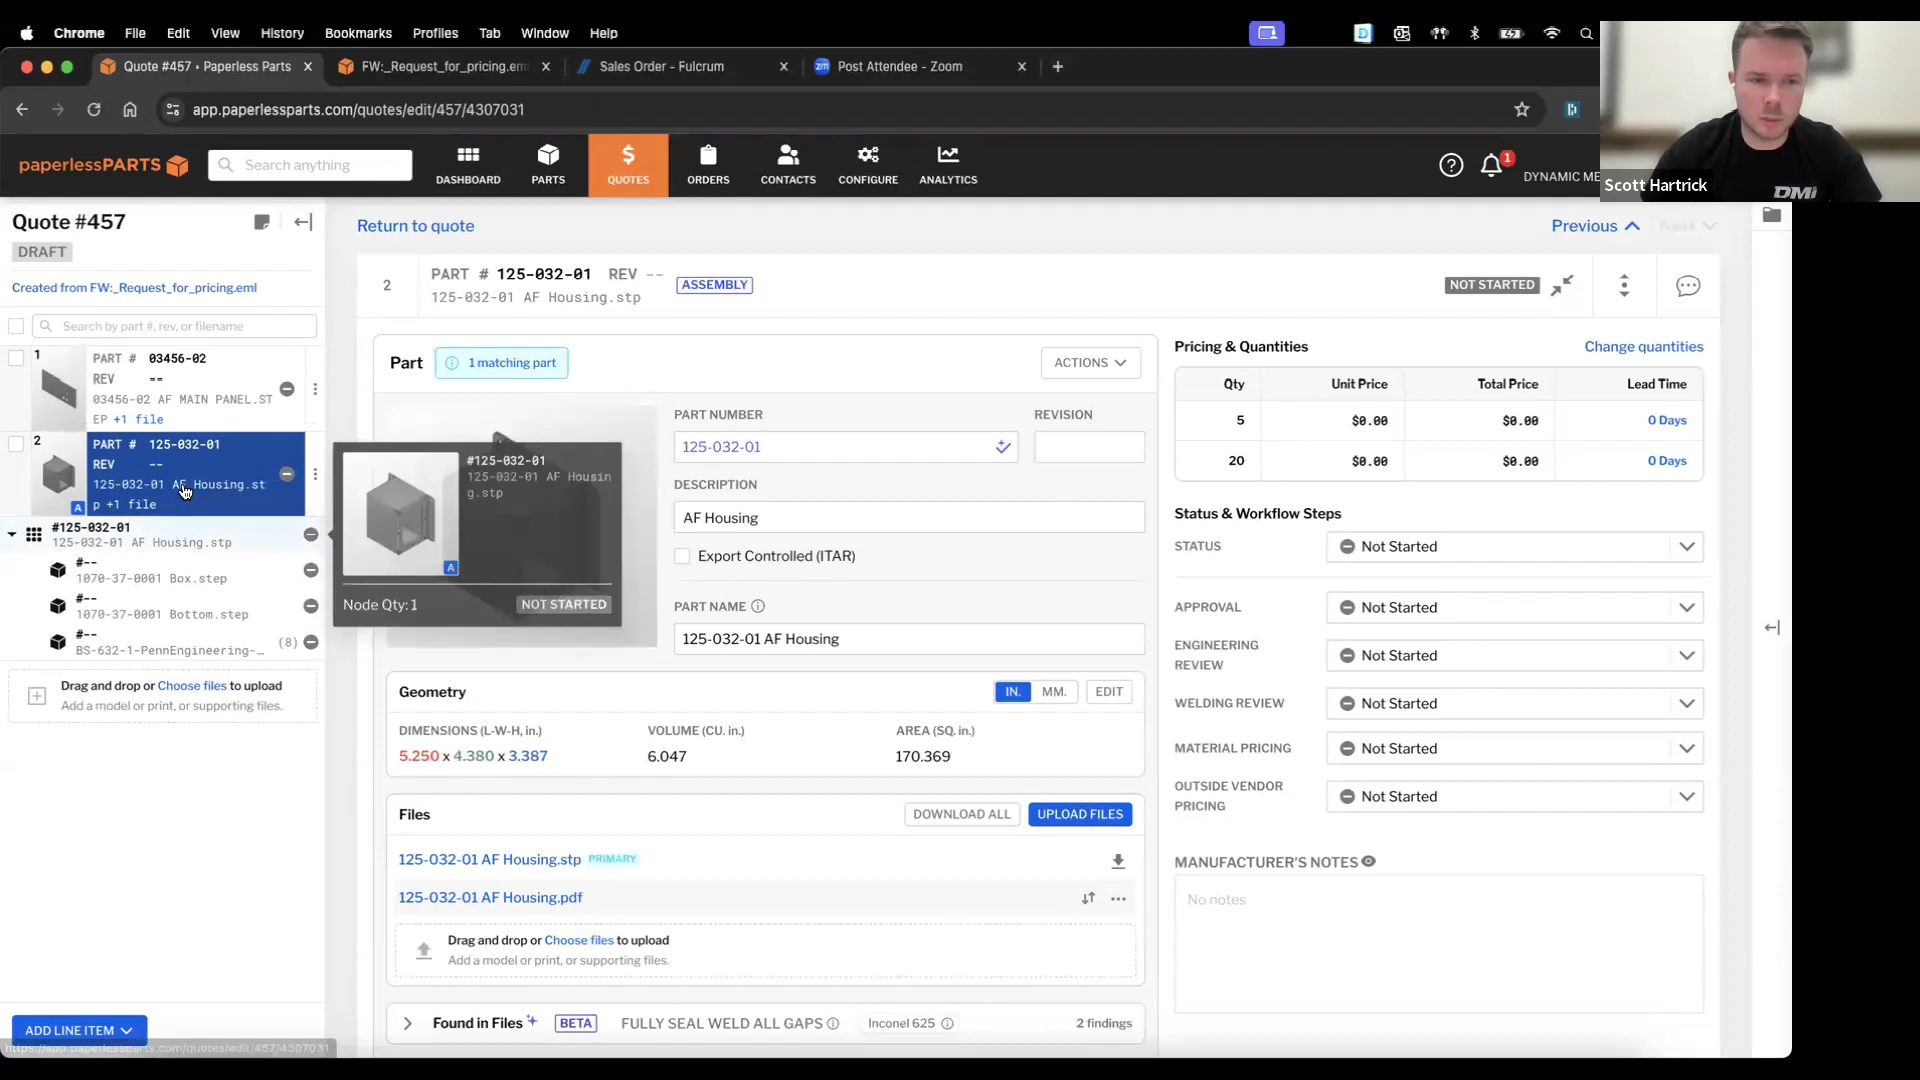 Chrome File Edit View History Bookmarks Profiles Tab Window Help
Quote #457 • Paperless Parts
FW:_Request_for_pricing.em
Sales Order - Fulcrum
Post Attendee - Zoom
app.paperlessparts.com/quotes/edit/457/4307031
paperlessPARTS
Search anything
DASHBOARD
PARTS
QUOTES
ORDERS
CONTACTS
CONFIGURE
ANALYTICS
1
DYNAMIC ME
Scott Hartrick
DMI
Quote #457
DRAFT
Created from FW:_Request_for_pricing.eml
Search by part #, rev, or filename
1
PART # 03456-02
REV --
03456-02 AF MAIN PANEL.ST
EP +1 file
2
PART # 125-032-01
REV --
125-032-01 AF Housing.st
p +1 file
A
#125-032-01
125-032-01 AF Housing.stp
#--
1070-37-0001 Box.step
#--
1070-37-0001 Bottom.step
#--
BS-632-1-PennEngineering-… (8)
Drag and drop or Choose files to upload
Add a model or print, or supporting files.
ADD LINE ITEM
https://app.paperlessparts.com/quotes/edit/457/4307031
Return to quote
Previous
Next
2
PART # 125-032-01 REV --
125-032-01 AF Housing.stp
ASSEMBLY
NOT STARTED
Part
1 matching part
ACTIONS
#125-032-01
125-032-01 AF Housin
g.stp
A
Node Qty: 1
NOT STARTED
PART NUMBER
125-032-01
REVISION
DESCRIPTION
AF Housing
Export Controlled (ITAR)
PART NAME
125-032-01 AF Housing
Geometry
IN. MM. EDIT
DIMENSIONS (L-W-H, in.)
5.250 x 4.380 x 3.387
VOLUME (CU. in.)
6.047
AREA (SQ. in.)
170.369
Files
DOWNLOAD ALL
UPLOAD FILES
125-032-01 AF Housing.stp PRIMARY
125-032-01 AF Housing.pdf
Drag and drop or Choose files to upload
Add a model or print, or supporting files.
Found in Files BETA FULLY SEAL WELD ALL GAPS Inconel 625 2 findings
Pricing & Quantities
Change quantities
Qty Unit Price Total Price Lead Time
5 $0.00 $0.00 0 Days
20 $0.00 $0.00 0 Days
Status & Workflow Steps
STATUS Not Started
APPROVAL Not Started
ENGINEERING
REVIEW
Not Started
WELDING REVIEW Not Started
MATERIAL PRICING Not Started
OUTSIDE VENDOR
PRICING
Not Started
MANUFACTURER'S NOTES
No notes